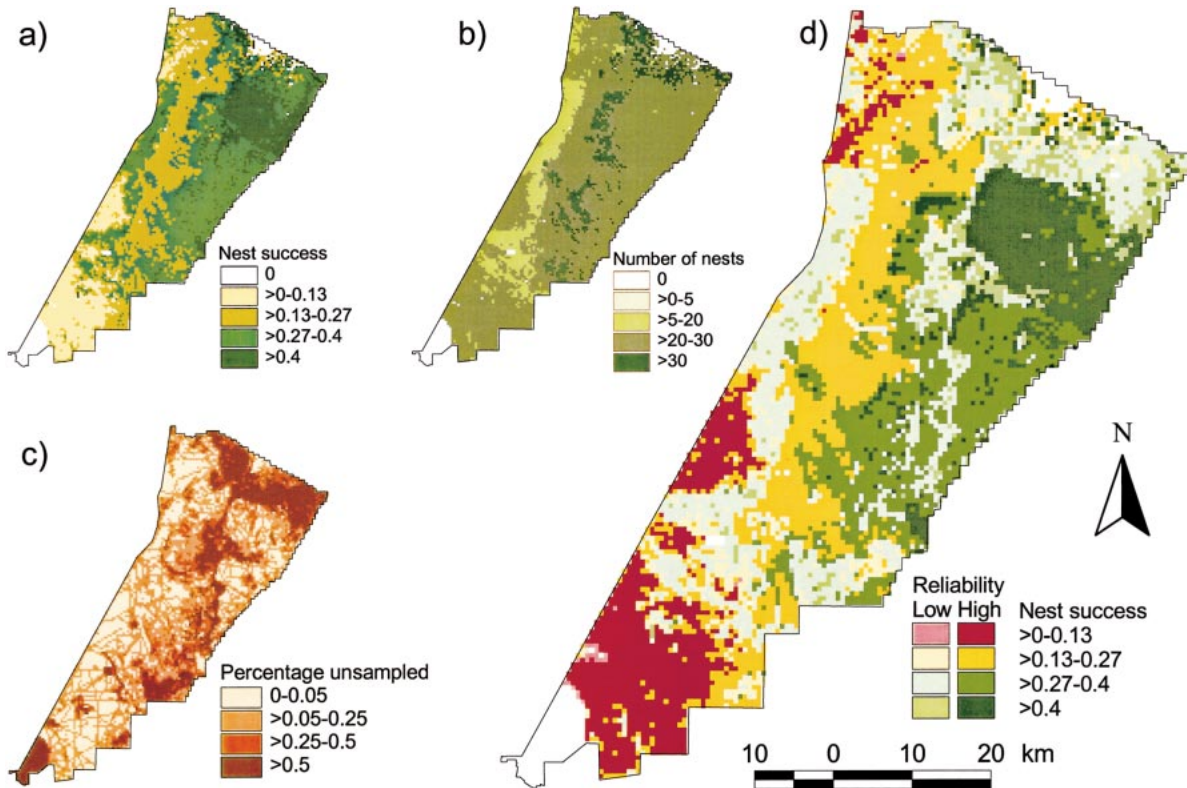 a)
Nest success
0
>0-0.13
>0.13-0.27
>0.27-0.4
>0.4
b)
Number of nests
0
>0-5
>5-20
>20-30
>30
c)
Percentage unsampled
0-0.05
>0.05-0.25
>0.25-0.5
>0.5
d)
N
Reliability
Low High Nest success
>0-0.13
>0.13-0.27
>0.27-0.4
>0.4
10 0 10 20 km